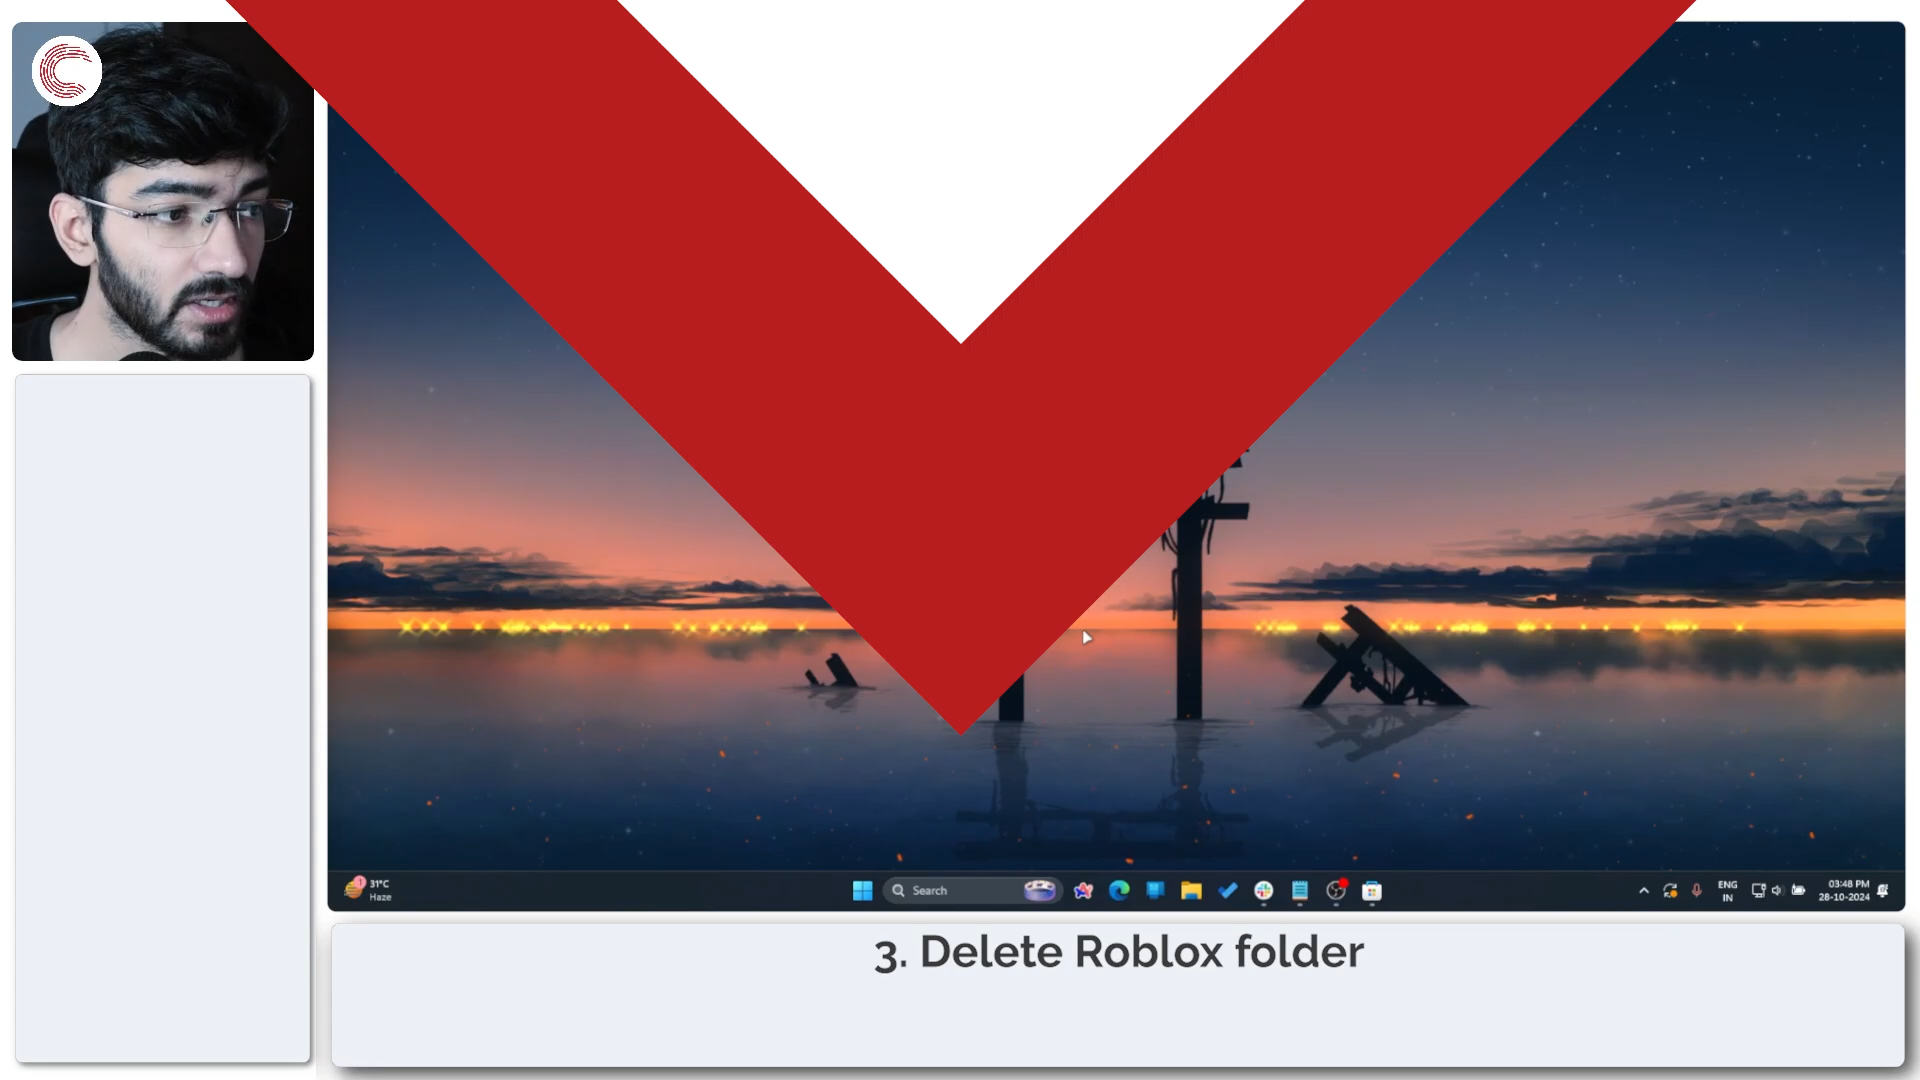 31°C
Haze
Search
ENG
IN
03:48 PM
28-10-2024
3. Delete Roblox folder